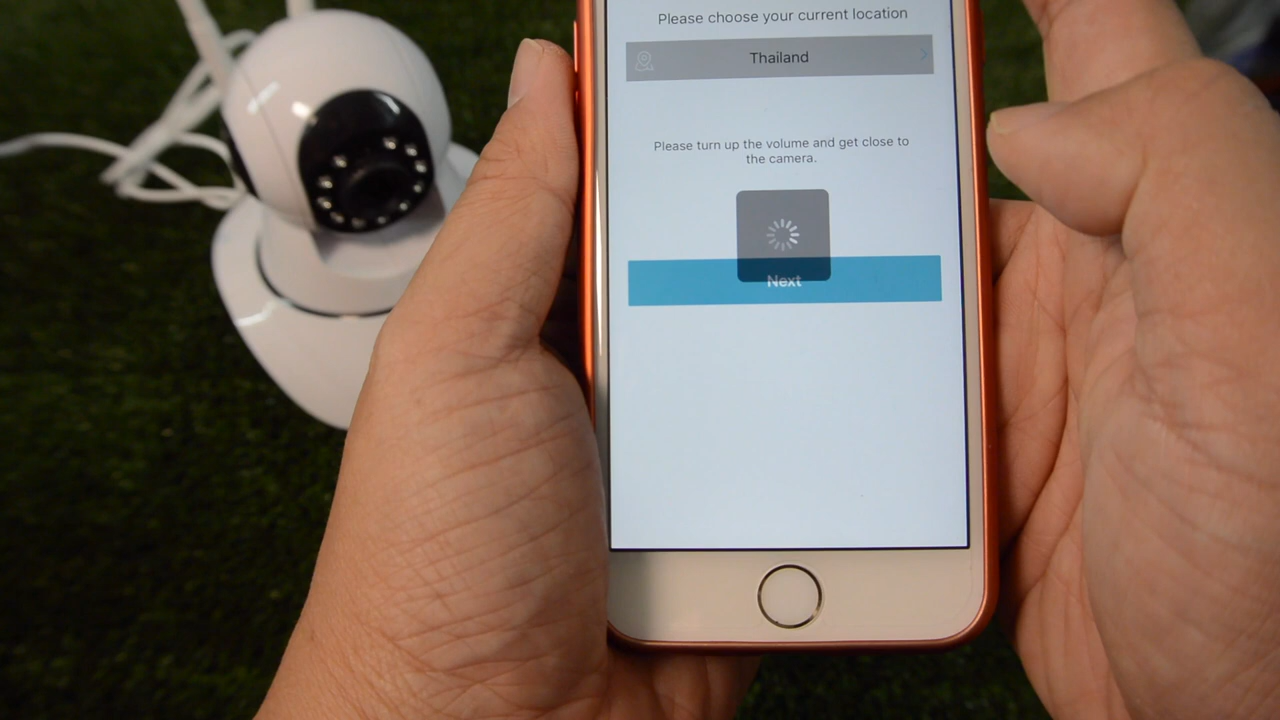 Please choose your current location
Thailand
Please turn up the volume and get close to
the camera.
Next